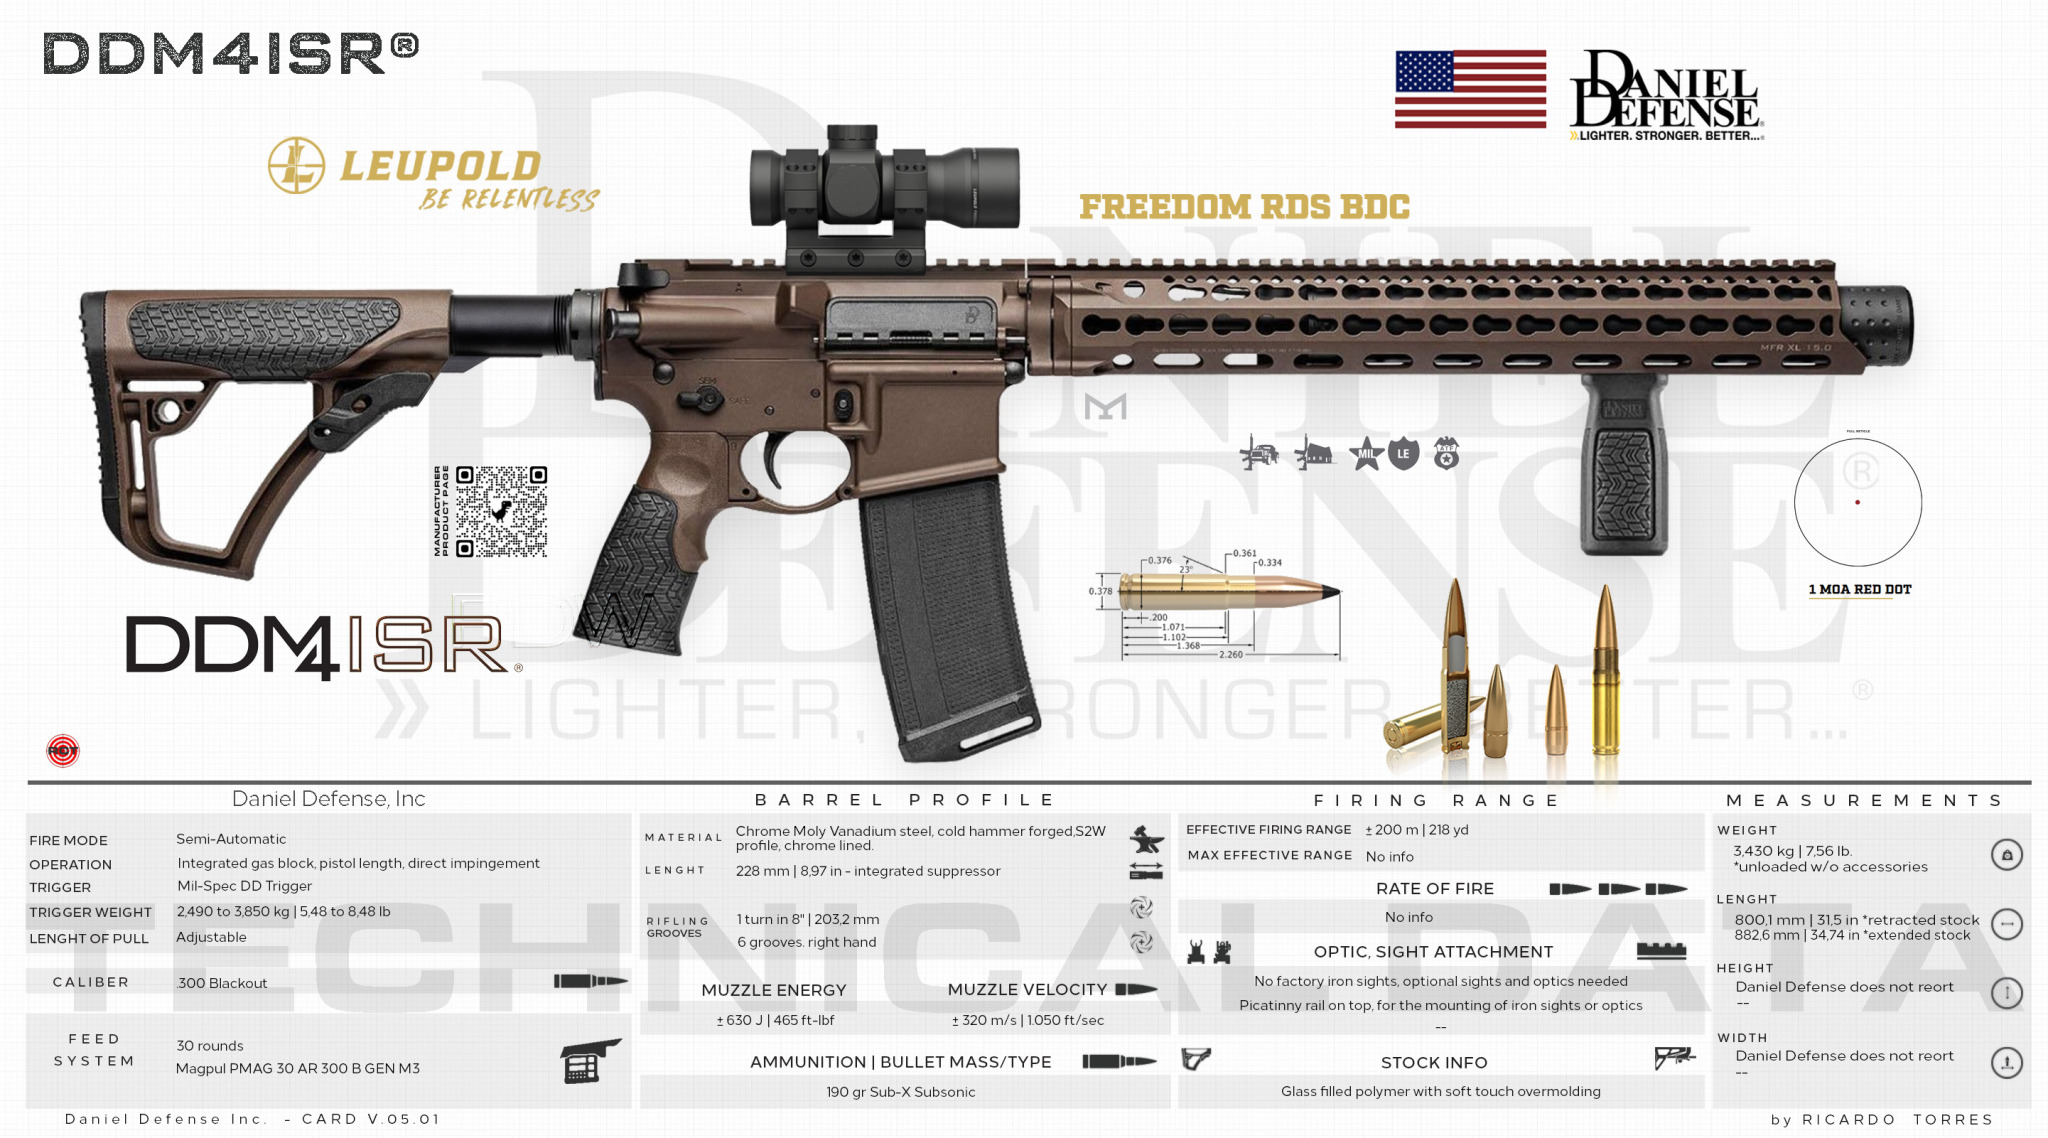 DDM4ISR®
DANIEL
DEFENSE®
LIGHTER. STRONGER. BETTER...®
LEUPOLD
BE RELENTLESS
FREEDOM RDS BDC
MFR XL 15.0
SEMI
SAFE
MIL LE ATF
MANUFACTURER
PRODUCT PAGE
FULL RETICLE
1 MOA RED DOT
0.376
23°
0.361
0.334
0.378
.200
1.071
1.102
1.368
2.260
DDM4ISR®
PDW
DANIEL
DEFENSE®
LIGHTER, STRONGER, BETTER...®
RDT
TECHNICAL DATA
Daniel Defense, Inc
FIRE MODE Semi-Automatic
OPERATION Integrated gas block, pistol length, direct impingement
TRIGGER Mil-Spec DD Trigger
TRIGGER WEIGHT 2,490 to 3,850 kg | 5,48 to 8,48 lb
LENGHT OF PULL Adjustable
CALIBER .300 Blackout
FEED
SYSTEM
30 rounds
Magpul PMAG 30 AR 300 B GEN M3
BARREL PROFILE
MATERIAL Chrome Moly Vanadium steel, cold hammer forged,S2W
profile, chrome lined.
LENGHT 228 mm | 8,97 in - integrated suppressor
RIFLING 1 turn in 8" | 203,2 mm
GROOVES 6 grooves. right hand
MUZZLE ENERGY
± 630 J | 465 ft-lbf
MUZZLE VELOCITY
± 320 m/s | 1.050 ft/sec
AMMUNITION | BULLET MASS/TYPE
190 gr Sub-X Subsonic
FIRING RANGE
EFFECTIVE FIRING RANGE ± 200 m | 218 yd
MAX EFFECTIVE RANGE No info
RATE OF FIRE
No info
OPTIC, SIGHT ATTACHMENT
No factory iron sights, optional sights and optics needed
Picatinny rail on top, for the mounting of iron sights or optics
--
STOCK INFO
Glass filled polymer with soft touch overmolding
MEASUREMENTS
WEIGHT
3,430 kg | 7,56 lb.
*unloaded w/o accessories
LENGHT
800,1 mm | 31,5 in *retracted stock
882,6 mm | 34,74 in *extended stock
HEIGHT
Daniel Defense does not reort
--
WIDTH
Daniel Defense does not reort
--
Daniel Defense Inc. - CARD V.05.01
by RICARDO TORRES